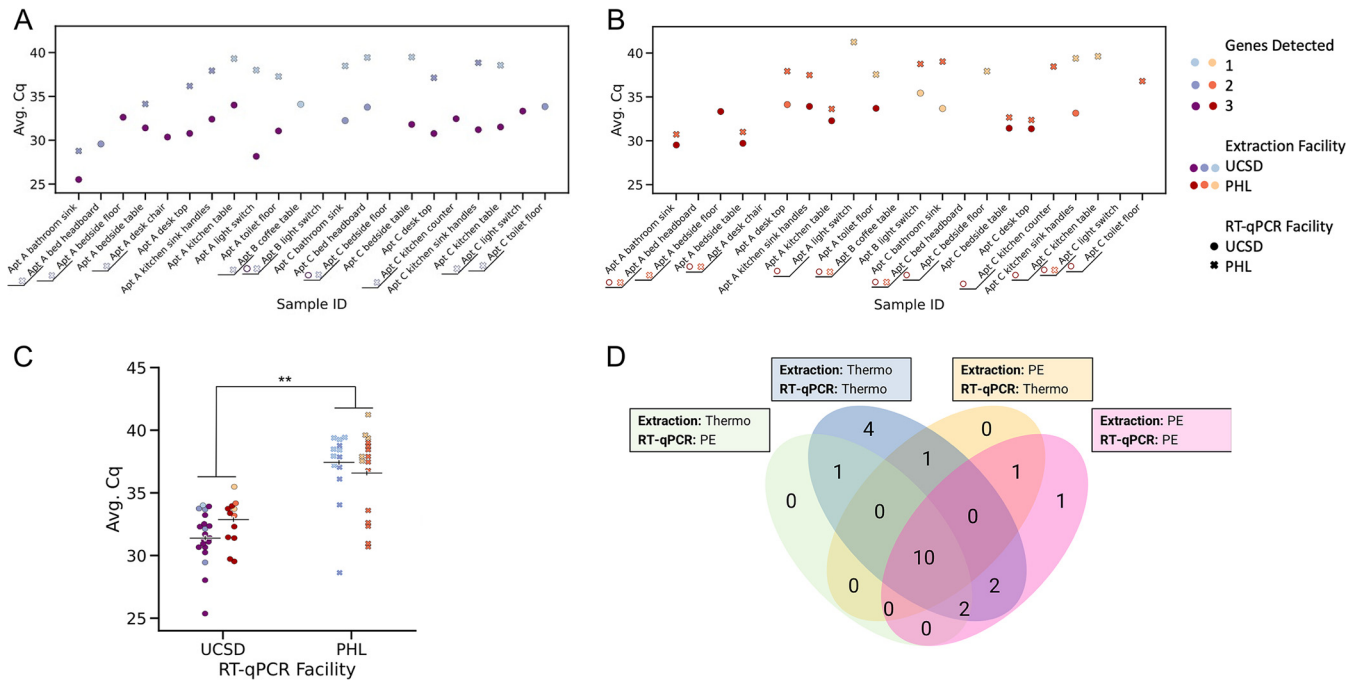 A
B
Avg. Cq
40
35
30
25
Apt A bathroom sink
Apt A bed headboard
Apt A bedside floor
Apt A bedside table
Apt A desk chair
Apt A desk top
Apt A kitchen sink handles
Apt A kitchen table
Apt A light switch
Apt A toilet floor
Apt B coffee table
Apt B light switch
Apt C bathroom sink
Apt C bed headboard
Apt C bedside floor
Apt C bedside table
Apt C desk top
Apt C kitchen counter
Apt C kitchen sink handles
Apt C kitchen table
Apt C light switch
Apt C toilet floor
Sample ID
Avg. Cq
40
35
30
25
Apt A bathroom sink
Apt A bed headboard
Apt A bedside floor
Apt A bedside table
Apt A desk chair
Apt A desk top
Apt A kitchen sink handles
Apt A kitchen table
Apt A light switch
Apt A toilet floor
Apt B coffee table
Apt B light switch
Apt C bathroom sink
Apt C bed headboard
Apt C bedside floor
Apt C bedside table
Apt C desk top
Apt C kitchen counter
Apt C kitchen sink handles
Apt C kitchen table
Apt C light switch
Apt C toilet floor
Sample ID
Genes Detected
1
2
3
Extraction Facility
UCSD
PHL
RT-qPCR Facility
UCSD
PHL
C
Avg. Cq
45
40
35
30
25
**
UCSD
PHL
RT-qPCR Facility
D
Extraction: Thermo
RT-qPCR: Thermo
Extraction: PE
RT-qPCR: Thermo
Extraction: Thermo
RT-qPCR: PE
Extraction: PE
RT-qPCR: PE
4
0
1
1
1
0
1
0
0
10
0
2
0
2
0